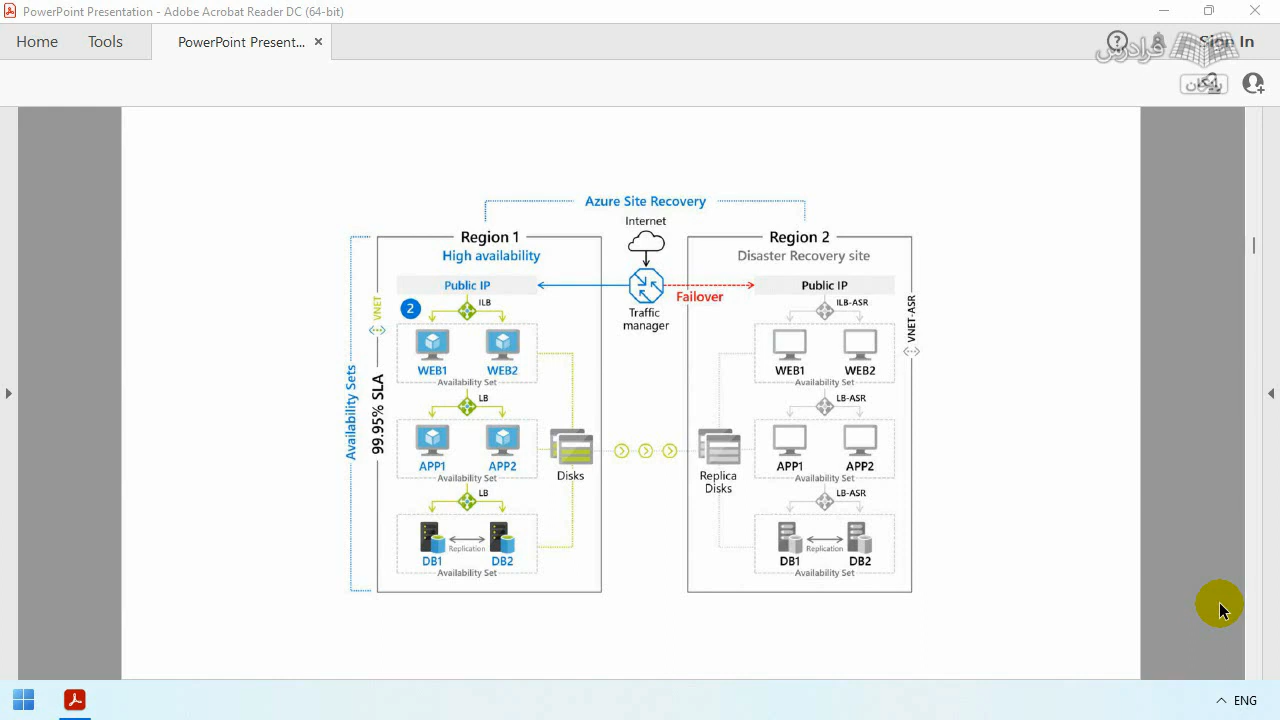 PowerPoint Presentation - Adobe Acrobat Reader DC (64-bit)
Home
Tools
PowerPoint Present...
Sign In
فرادرس
رایگان
Azure Site Recovery
Internet
Region 1
High availability
Public IP
2
ILB
VNET
WEB1
WEB2
Availability Set
LB
Availability Sets
99.95% SLA
APP1
APP2
Availability Set
Disks
LB
Replication
DB1
DB2
Availability Set
Traffic
manager
Failover
Region 2
Disaster Recovery site
Public IP
ILB-ASR
VNET-ASR
WEB1
WEB2
Availability Set
LB-ASR
APP1
APP2
Availability Set
Replica
Disks
LB-ASR
Replication
DB1
DB2
Availability Set
ENG